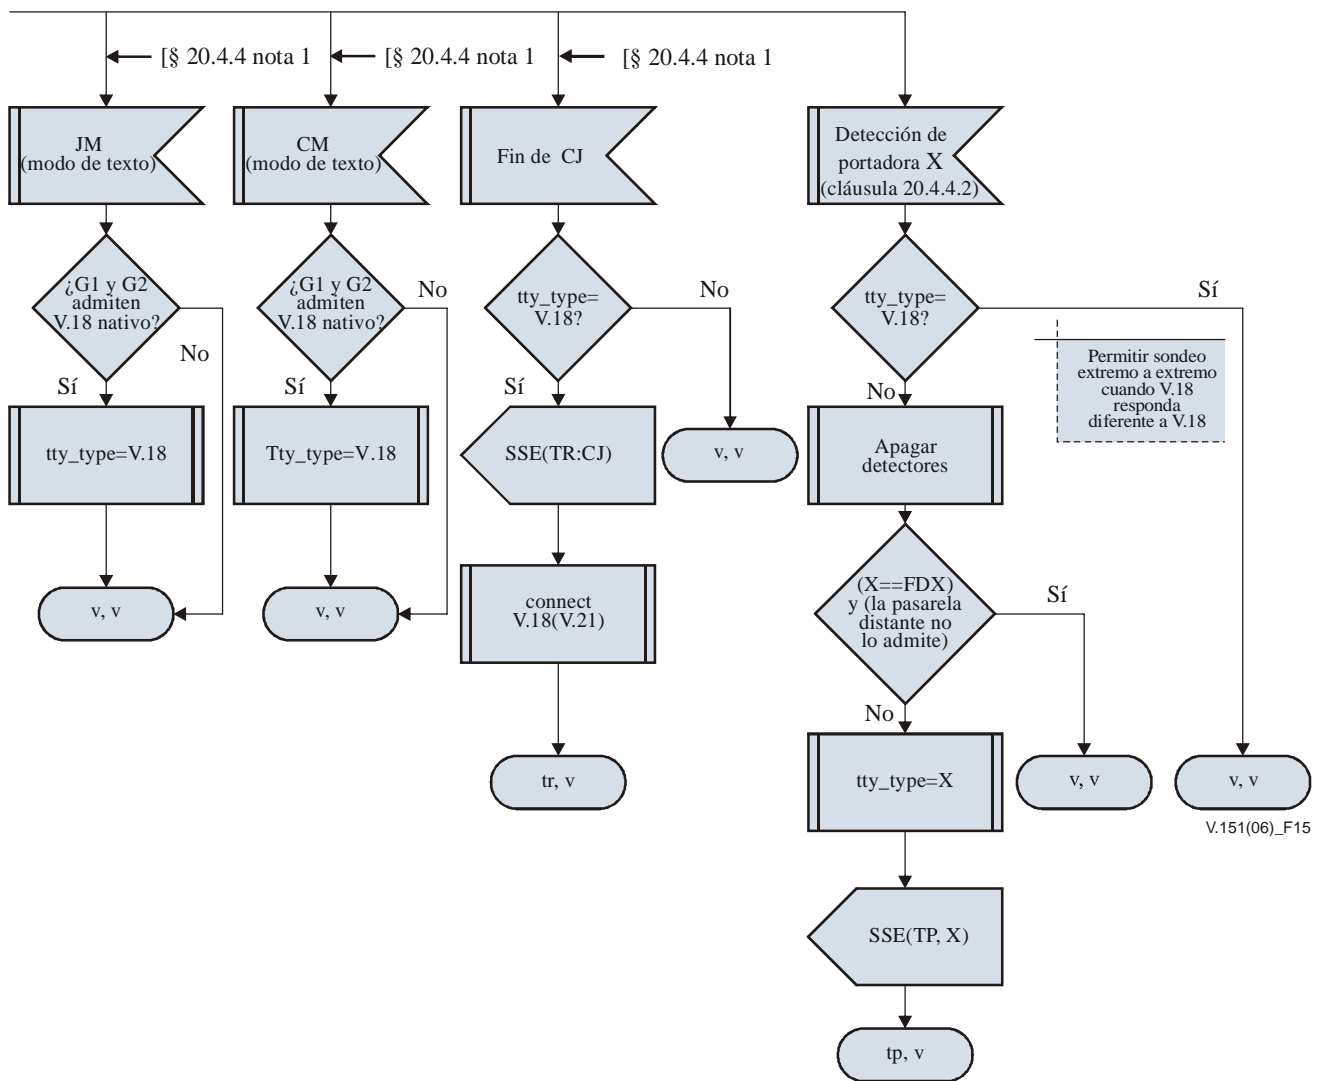 [§ 20.4.4 nota 1
[§ 20.4.4 nota 1
[§ 20.4.4 nota 1
JM
(modo de texto)
CM
(modo de texto)
Fin de CJ
Detección de
portadora X
(cláusula 20.4.4.2)
¿G1 y G2
admiten
V.18 nativo?
No
Sí
¿G1 y G2
admiten
V.18 nativo?
No
Sí
tty_type=
V.18?
No
Sí
tty_type=
V.18?
Sí
No
Permitir sondeo
extremo a extremo
cuando V.18
responda
diferente a V.18
tty_type=V.18
Tty_type=V.18
SSE(TR:CJ)
v, v
Apagar
detectores
v, v
v, v
connect
V.18(V.21)
(X==FDX)
y (la pasarela
distante no
lo admite)
Sí
No
tr, v
tty_type=X
v, v
v, v
V.151(06)_F15
SSE(TP, X)
tp, v